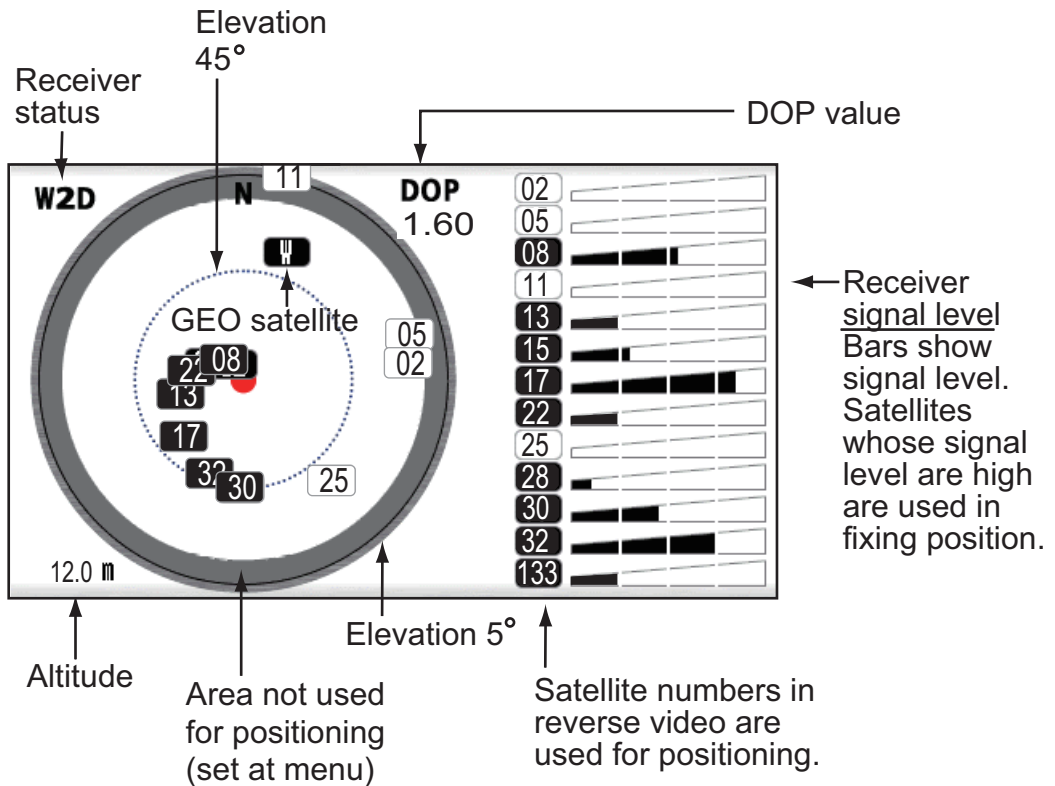 Elevation
45°
Receiver
status
DOP value
W2D
11
N
DOP
1.60
W
GEO satellite
05
02
08
22
13
17
32
30
25
12.0 m
02
05
08
11
13
15
17
22
25
28
30
32
133
Receiver
signal level
Bars show
signal level.
Satellites
whose signal
level are high
are used in
fixing position.
Altitude
Area not used
for positioning
(set at menu)
Elevation 5°
Satellite numbers in
reverse video are
used for positioning.